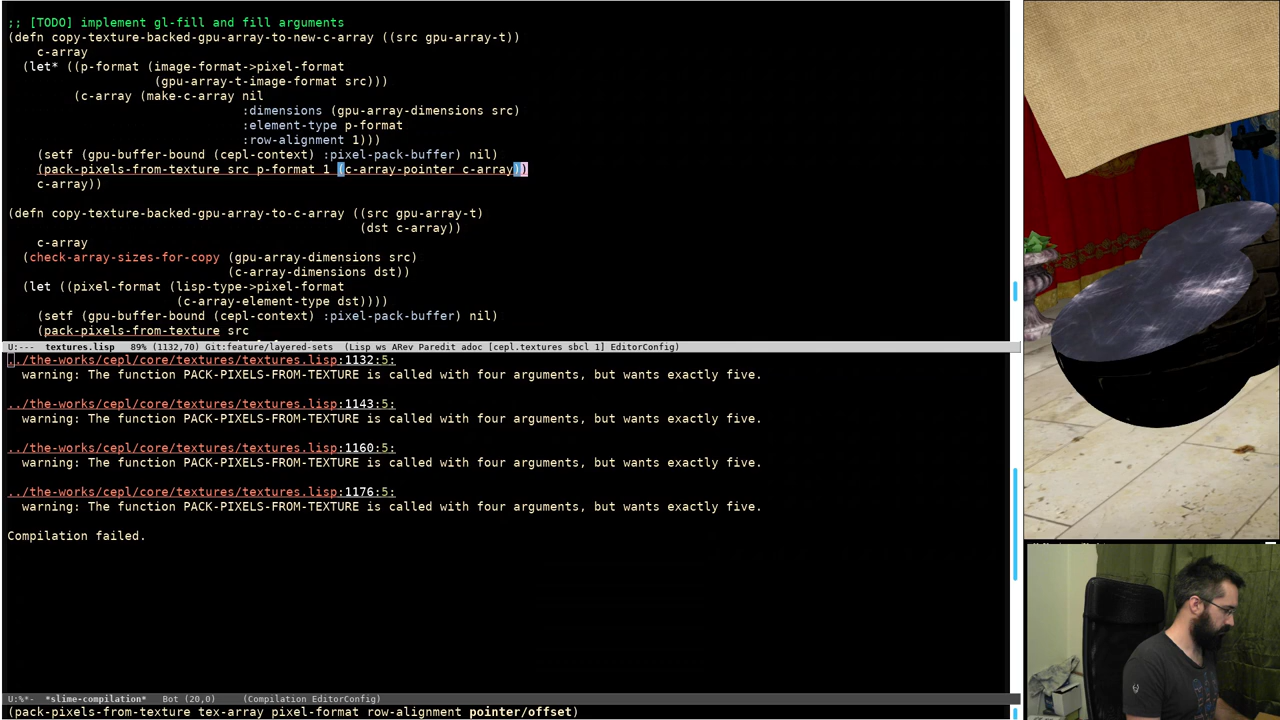 ;; [TODO] implement gl-fill and fill arguments
(defn copy-texture-backed-gpu-array-to-new-c-array ((src gpu-array-t))
    c-array
  (let* ((p-format (image-format->pixel-format
                    (gpu-array-t-image-format src)))
         (c-array (make-c-array nil
                                :dimensions (gpu-array-dimensions src)
                                :element-type p-format
                                :row-alignment 1)))
    (setf (gpu-buffer-bound (cepl-context) :pixel-pack-buffer) nil)
    (pack-pixels-from-texture src p-format 1 (c-array-pointer c-array))
    c-array))
(defn copy-texture-backed-gpu-array-to-c-array ((src gpu-array-t)
                                                (dst c-array))
    c-array
  (check-array-sizes-for-copy (gpu-array-dimensions src)
                              (c-array-dimensions dst))
  (let ((pixel-format (lisp-type->pixel-format
                       (c-array-element-type dst))))
    (setf (gpu-buffer-bound (cepl-context) :pixel-pack-buffer) nil)
    (pack-pixels-from-texture src
U:---  textures.lisp   89% (1132,70) Git:feature/layered-sets  (Lisp ws ARev Paredit adoc [cepl.textures sbcl 1] EditorConfig)
../the-works/cepl/core/textures/textures.lisp:1132:5:
  warning: The function PACK-PIXELS-FROM-TEXTURE is called with four arguments, but wants exactly five.
../the-works/cepl/core/textures/textures.lisp:1143:5:
  warning: The function PACK-PIXELS-FROM-TEXTURE is called with four arguments, but wants exactly five.
../the-works/cepl/core/textures/textures.lisp:1160:5:
  warning: The function PACK-PIXELS-FROM-TEXTURE is called with four arguments, but wants exactly five.
../the-works/cepl/core/textures/textures.lisp:1176:5:
  warning: The function PACK-PIXELS-FROM-TEXTURE is called with four arguments, but wants exactly five.
Compilation failed.
U:%*-  *slime-compilation*   Bot (20,0)     (Compilation EditorConfig)
(pack-pixels-from-texture tex-array pixel-format row-alignment pointer/offset)